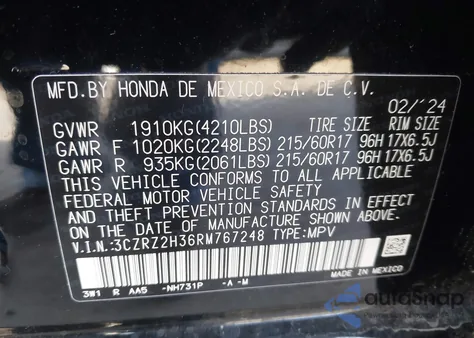 MFD.BY HONDA DE MEXICO S.A. DE C.V.
02/'24
GVWR 1910KG(4210LBS) TIRE SIZE RIM SIZE
GAWR F 1020KG(2248LBS) 215/60R17 96H 17X6.5J
GAWR R 935KG(2061LBS) 215/60R17 96H 17X6.5J
THIS VEHICLE CONFORMS TO ALL APPLICABLE
FEDERAL MOTOR VEHICLE SAFETY
STANDARDS IN EFFECT ON THE DATE
OF MANUFACTURE SHOWN ABOVE.
V.I.N:3CZRZ2H36RM767248 TYPE:MPV
MADE IN MEXICO
3W1 R AA5 -NH731P -A -M
autosnap